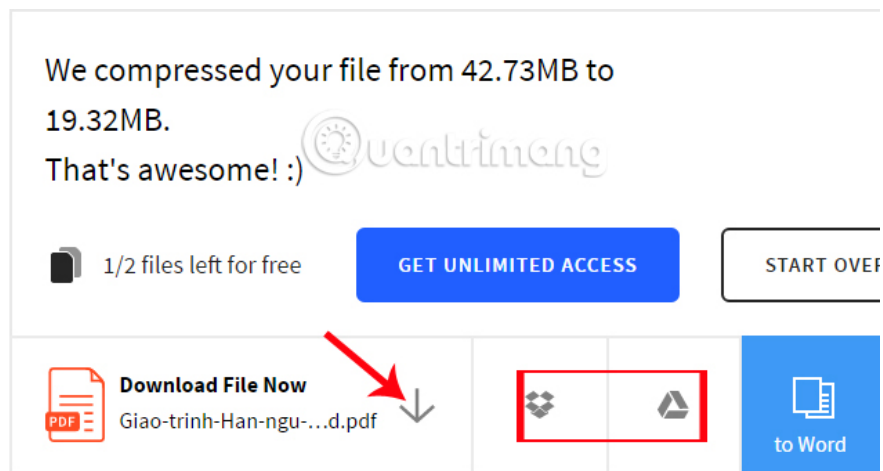 We compressed your file from 42.73MB to
19.32MB.
That's awesome! :)
Quantrimang
1/2 files left for free
GET UNLIMITED ACCESS
START OVER
Download File Now
Giao-trinh-Han-ngu-...d.pdf
PDF
to Word